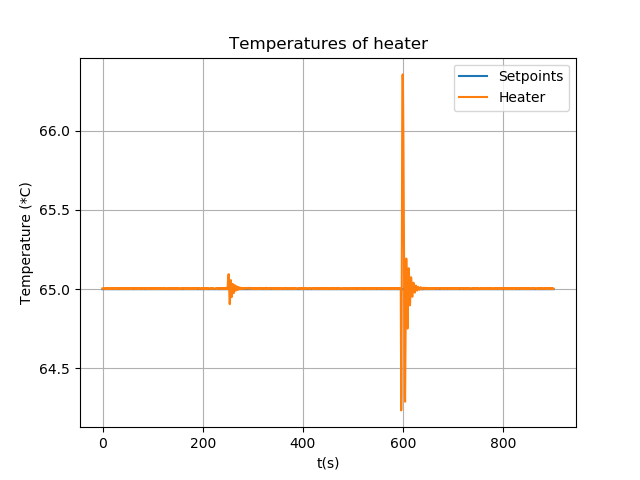 Temperatures of heater
Setpoints
Heater
66.0
65.5
65.0
64.5
Temperature (*C)
0 200 400 600 800
t(s)